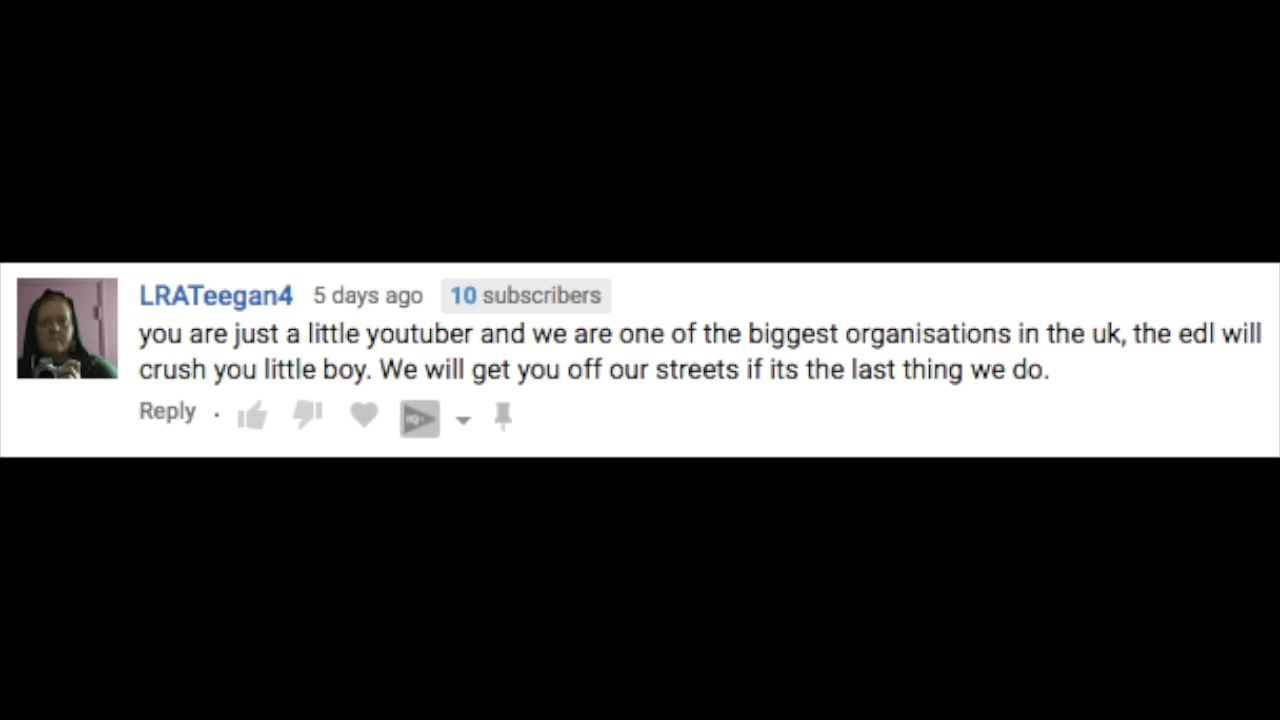 LRATeegan4 5 days ago 10 subscribers
you are just a little youtuber and we are one of the biggest organisations in the uk, the edl will
crush you little boy. We will get you off our streets if its the last thing we do.
Reply ·